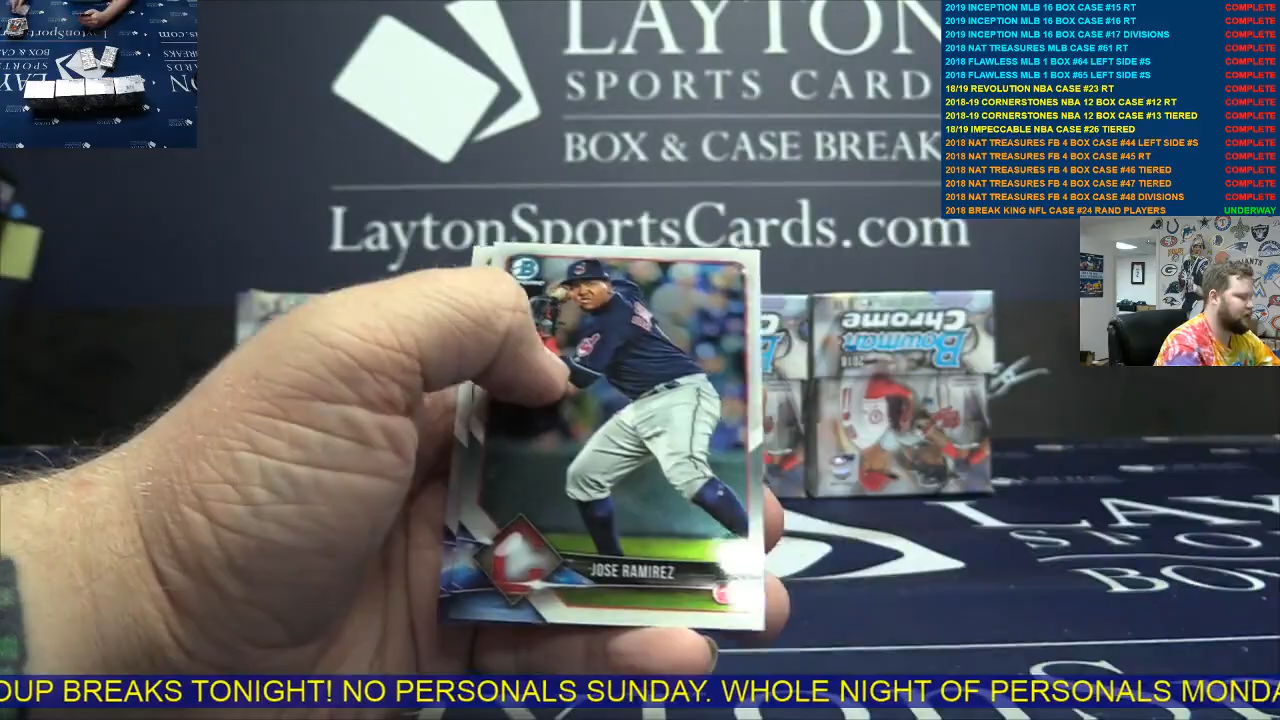 LAYTON
SPORTS CARD
BOX & CASE BREAK
LaytonSportsCards.com
2019 INCEPTION MLB 16 BOX CASE #15 RT COMPLETE
2019 INCEPTION MLB 16 BOX CASE #16 RT COMPLETE
2019 INCEPTION MLB 16 BOX CASE #17 DIVISIONS COMPLETE
2018 NAT TREASURES MLB CASE #61 RT COMPLETE
2018 FLAWLESS MLB 1 BOX #64 LEFT SIDE #S COMPLETE
2018 FLAWLESS MLB 1 BOX #65 LEFT SIDE #S COMPLETE
18/19 REVOLUTION NBA CASE #23 RT COMPLETE
2018-19 CORNERSTONES NBA 12 BOX CASE #12 RT COMPLETE
2018-19 CORNERSTONES NBA 12 BOX CASE #13 TIERED COMPLETE
18/19 IMPECCABLE NBA CASE #26 TIERED COMPLETE
2018 NAT TREASURES FB 4 BOX CASE #44 LEFT SIDE #S COMPLETE
2018 NAT TREASURES FB 4 BOX CASE #45 RT COMPLETE
2018 NAT TREASURES FB 4 BOX CASE #46 TIERED COMPLETE
2018 NAT TREASURES FB 4 BOX CASE #47 TIERED COMPLETE
2018 NAT TREASURES FB 4 BOX CASE #48 DIVISIONS COMPLETE
2018 BREAK KING NFL CASE #24 RAND PLAYERS UNDERWAY
2018
Bowman
Chrome
B
JOSE RAMIREZ
LAY
S
BO
OUP BREAKS TONIGHT! NO PERSONALS SUNDAY. WHOLE NIGHT OF PERSONALS MONDA